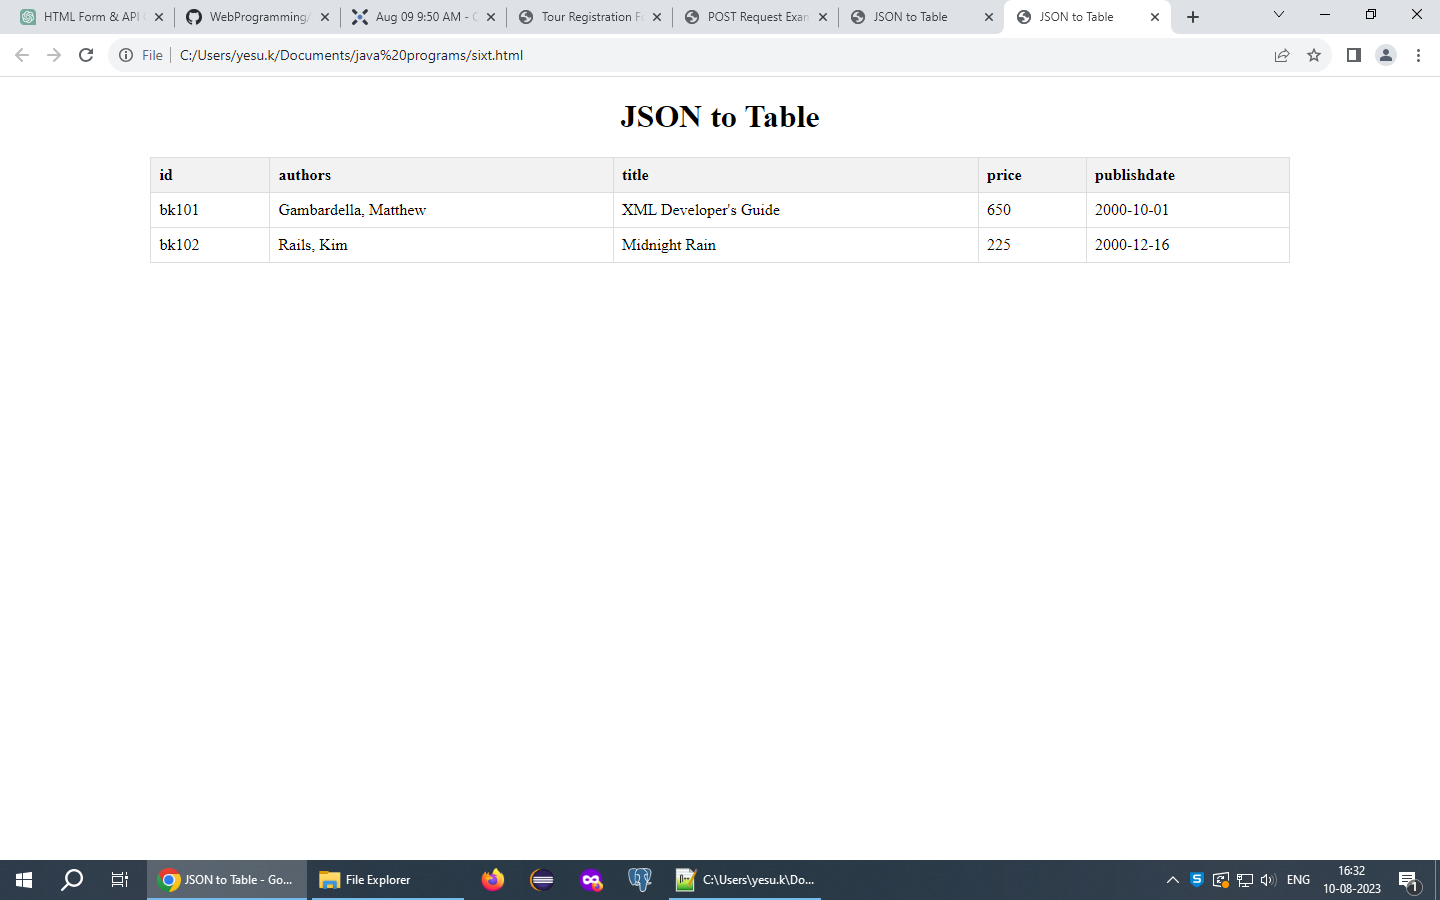 HTML Form & API
WebProgramming/
Aug 09 9:50 AM - C
Tour Registration Fo
POST Request Exam
JSON to Table
JSON to Table
File
C:/Users/yesu.k/Documents/java%20programs/sixt.html
JSON to Table
id authors title price publishdate
bk101 Gambardella, Matthew XML Developer's Guide 650 2000-10-01
bk102 Rails, Kim Midnight Rain 225 2000-12-16
JSON to Table - Go...
File Explorer
C:\Users\yesu.k\Do...
ENG
16:32
10-08-2023
1